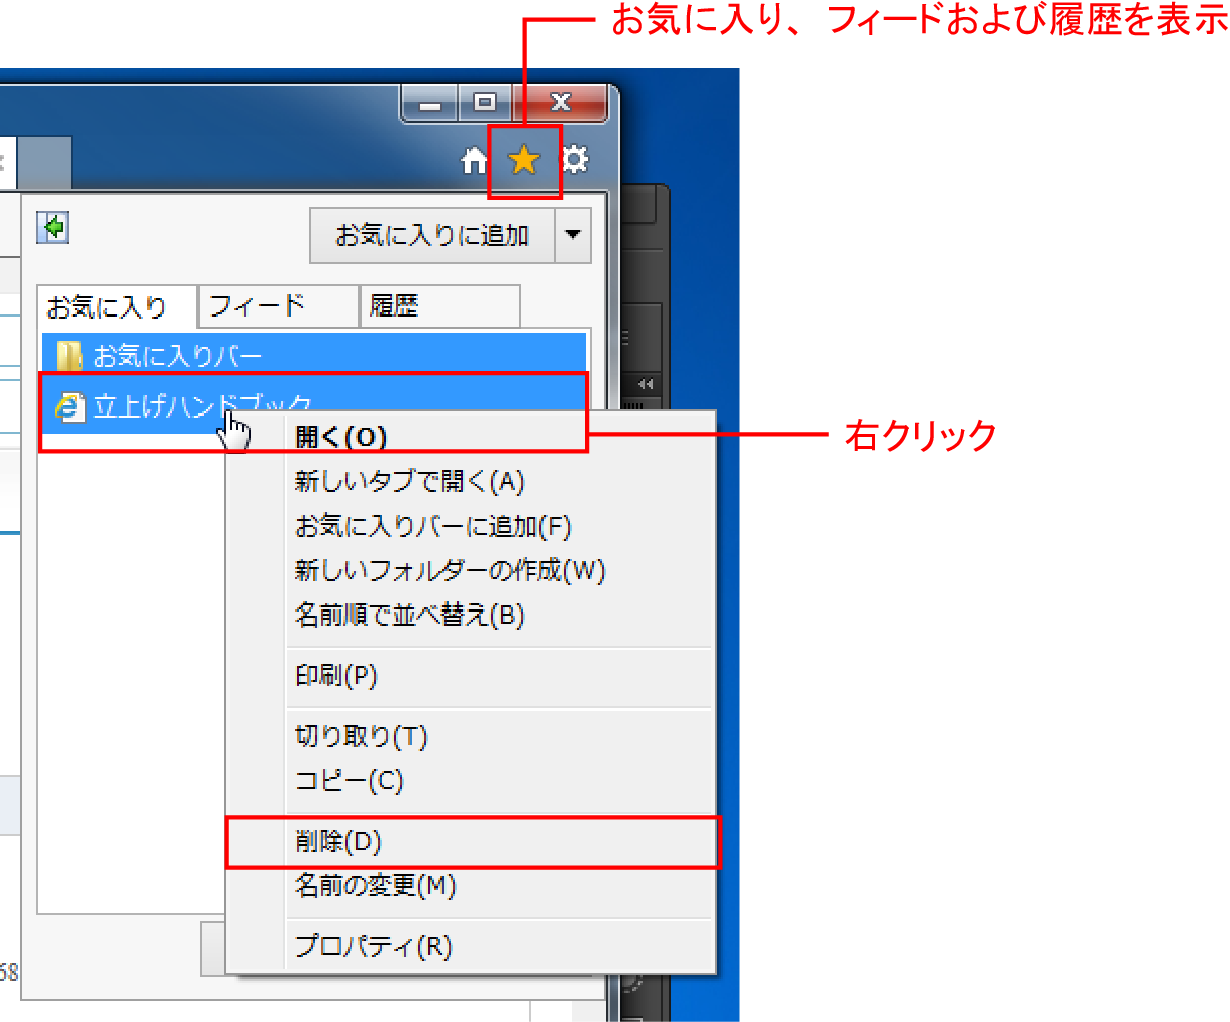 お気に入り、フィードおよび履歴を表示
お気に入りに追加
お気に入り フィード 履歴
お気に入りバー
立上げハンドブック
右クリック
開く(O)
新しいタブで開く(A)
お気に入りバーに追加(F)
新しいフォルダーの作成(W)
名前順で並べ替え(B)
印刷(P)
切り取り(T)
コピー(C)
削除(D)
名前の変更(M)
プロパティ(R)
68